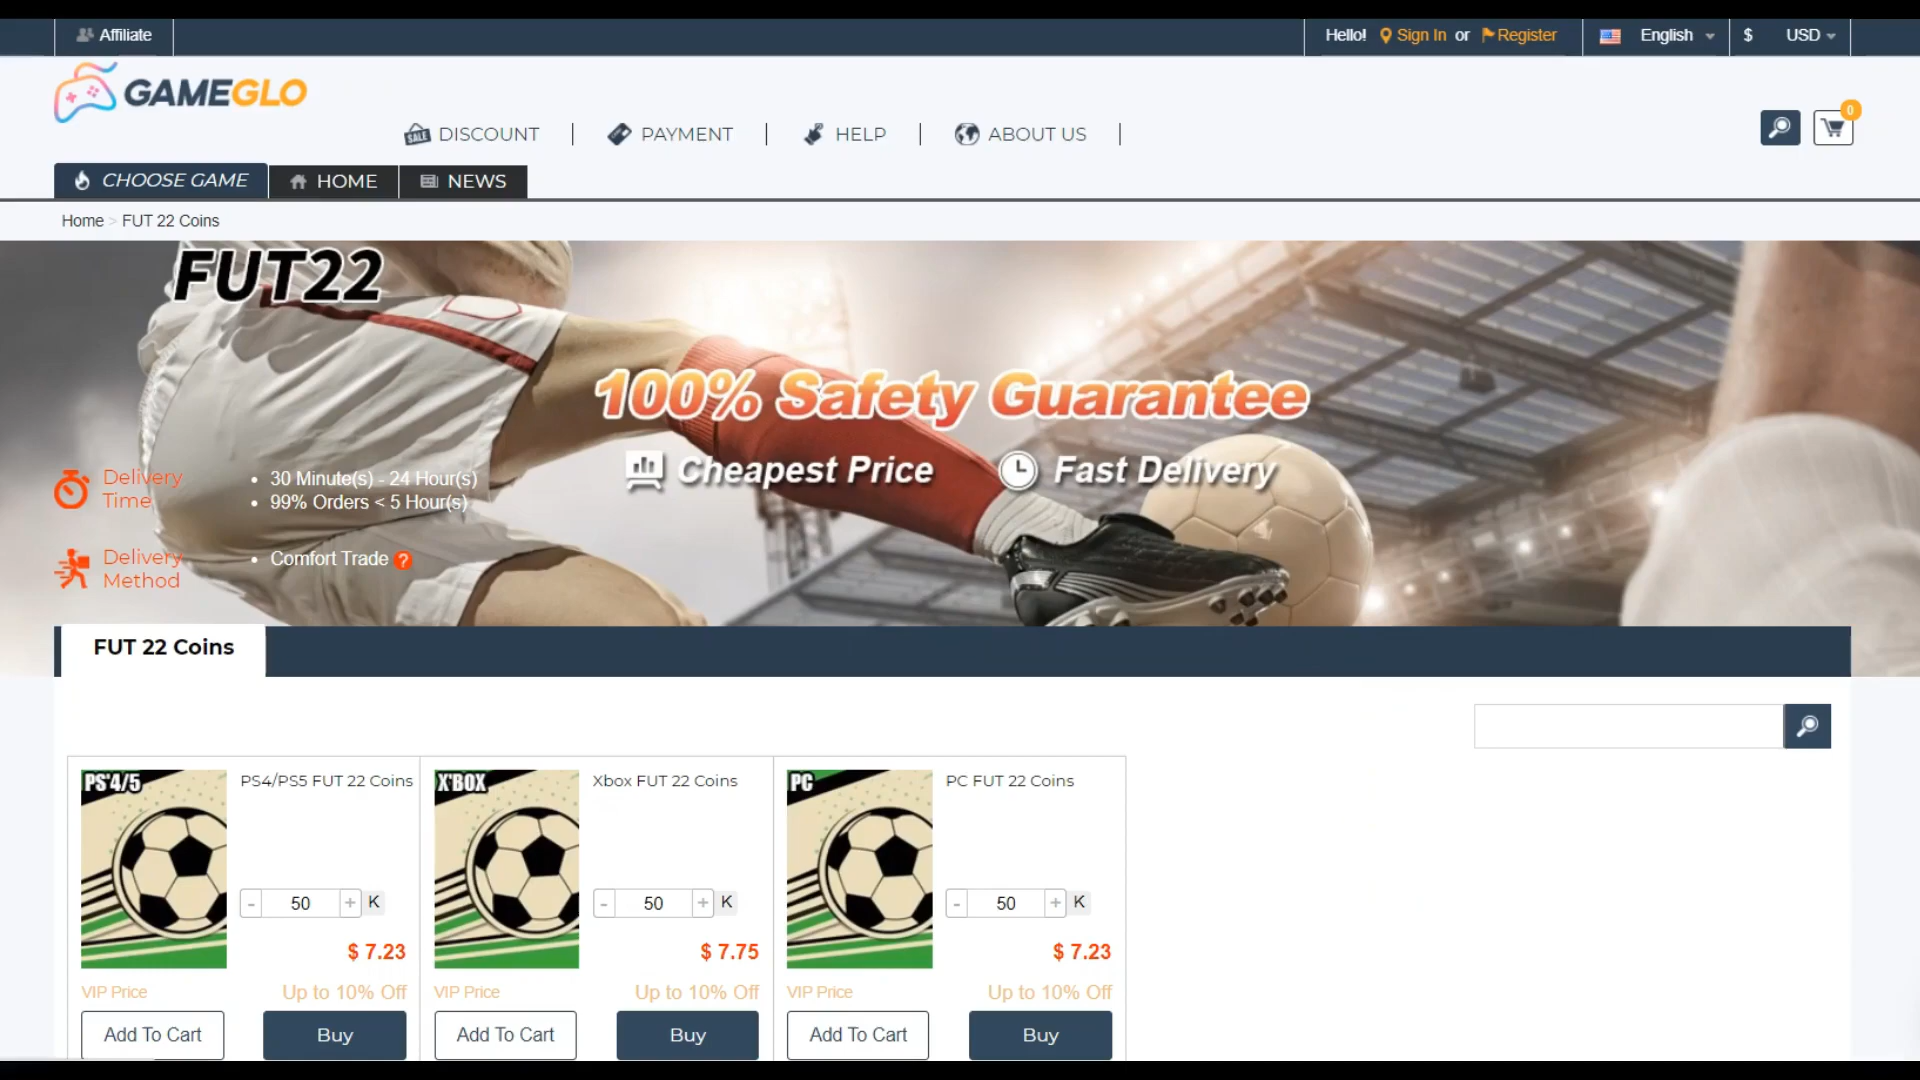 Affiliate
Hello! Sign In or Register
English
$ USD
GAMEGLO
0
SALE DISCOUNT
PAYMENT
HELP
ABOUT US
CHOOSE GAME
HOME
NEWS
Home > FUT 22 Coins
FUT22
100% Safety Guarantee
Cheapest Price
Fast Delivery
Delivery Time
• 30 Minute(s) - 24 Hour(s)
• 99% Orders < 5 Hour(s)
Delivery Method
• Comfort Trade ?
FUT 22 Coins
PS'4/5
PS4/PS5 FUT 22 Coins
- 50 + K
$ 7.23
VIP Price Up to 10% Off
Add To Cart
Buy
X'BOX
Xbox FUT 22 Coins
- 50 + K
$ 7.75
VIP Price Up to 10% Off
Add To Cart
Buy
PC
PC FUT 22 Coins
- 50 + K
$ 7.23
VIP Price Up to 10% Off
Add To Cart
Buy